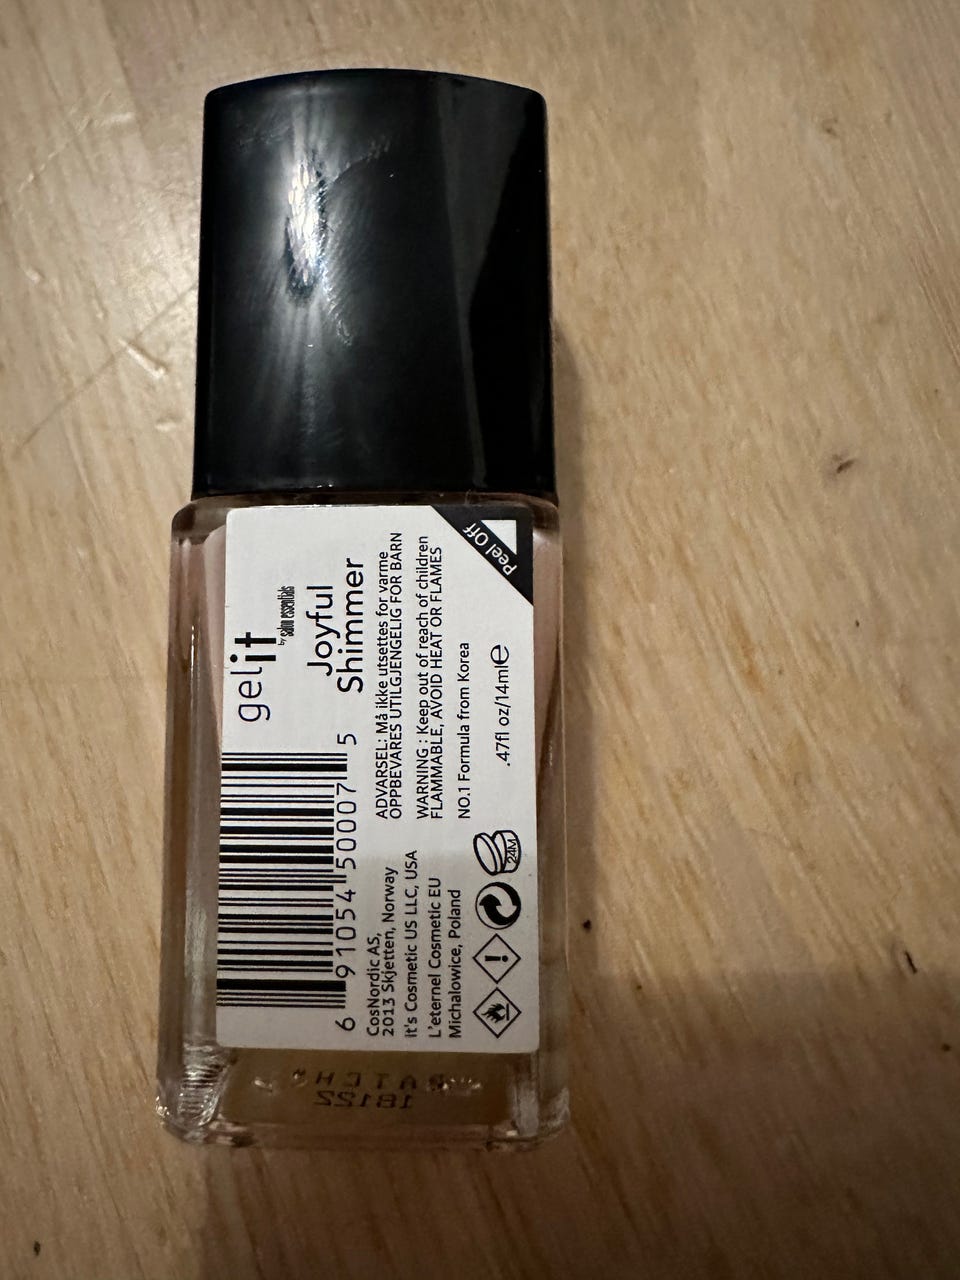 gelit
by salon essentials
Joyful
Shimmer
6 91054 50007 5
ADVARSEL: Må ikke utsettes for varme
OPPBEVARES UTILGJENGELIG FOR BARN
WARNING : Keep out of reach of children
FLAMMABLE, AVOID HEAT OR FLAMES
NO.1 Formula from Korea
.47fl oz/14ml e
Peel Off
CosNordic AS,
2013 Skjetten, Norway
it's Cosmetic US LLC, USA
L'eternel Cosmetic EU
Michalowice, Poland
24M
BATCH#